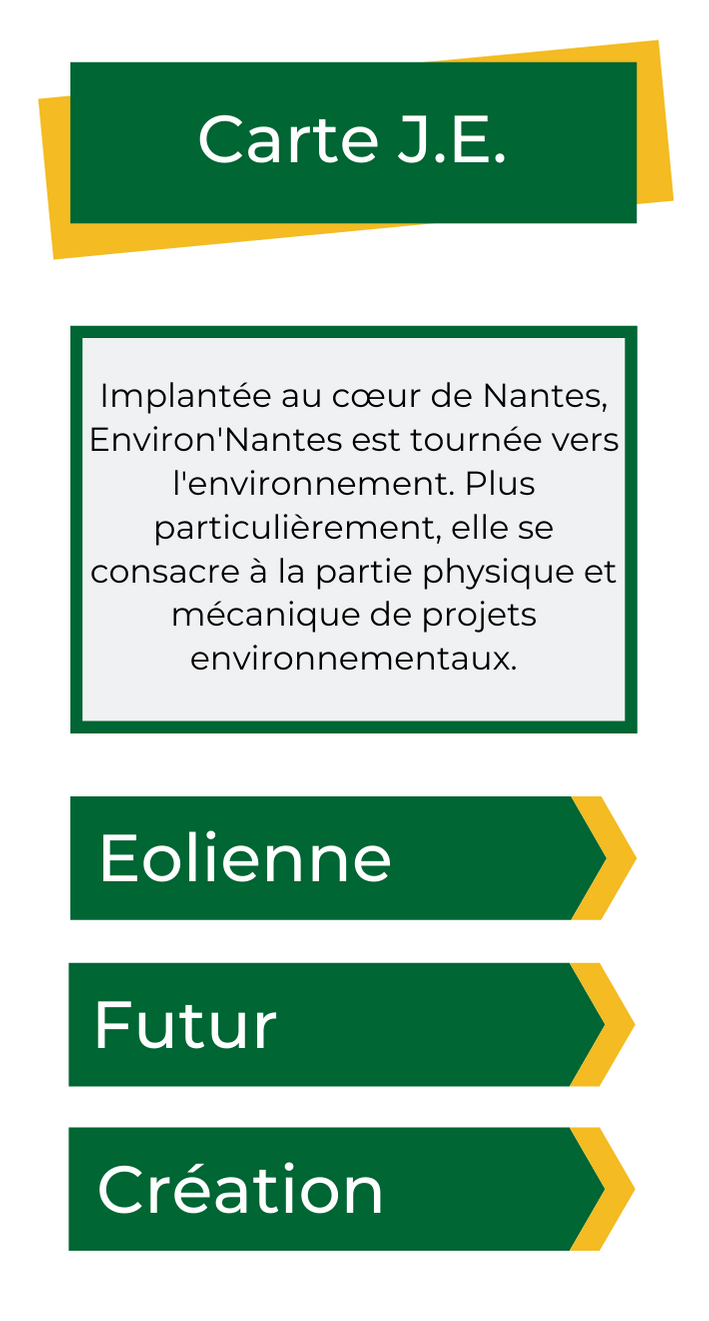 Carte J.E.
Implantée au cœur de Nantes,
Environ'Nantes est tournée vers
l'environnement. Plus
particulièrement, elle se
consacre à la partie physique et
mécanique de projets
environnementaux.
Eolienne
Futur
Création